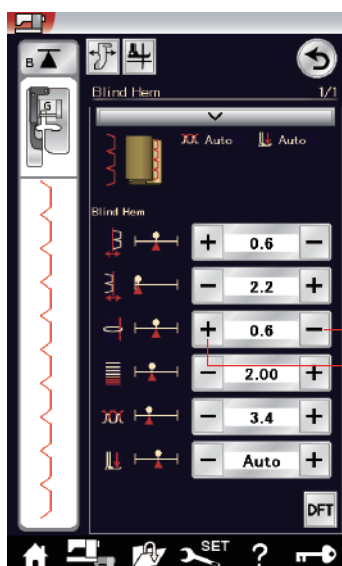 B
G
Blind Hem 1/1
Auto Auto
Blind Hem
+ 0.6 −
− 2.2 +
+ 0.6 −
− 2.00 +
− 3.4 +
− Auto +
DFT
SET ?